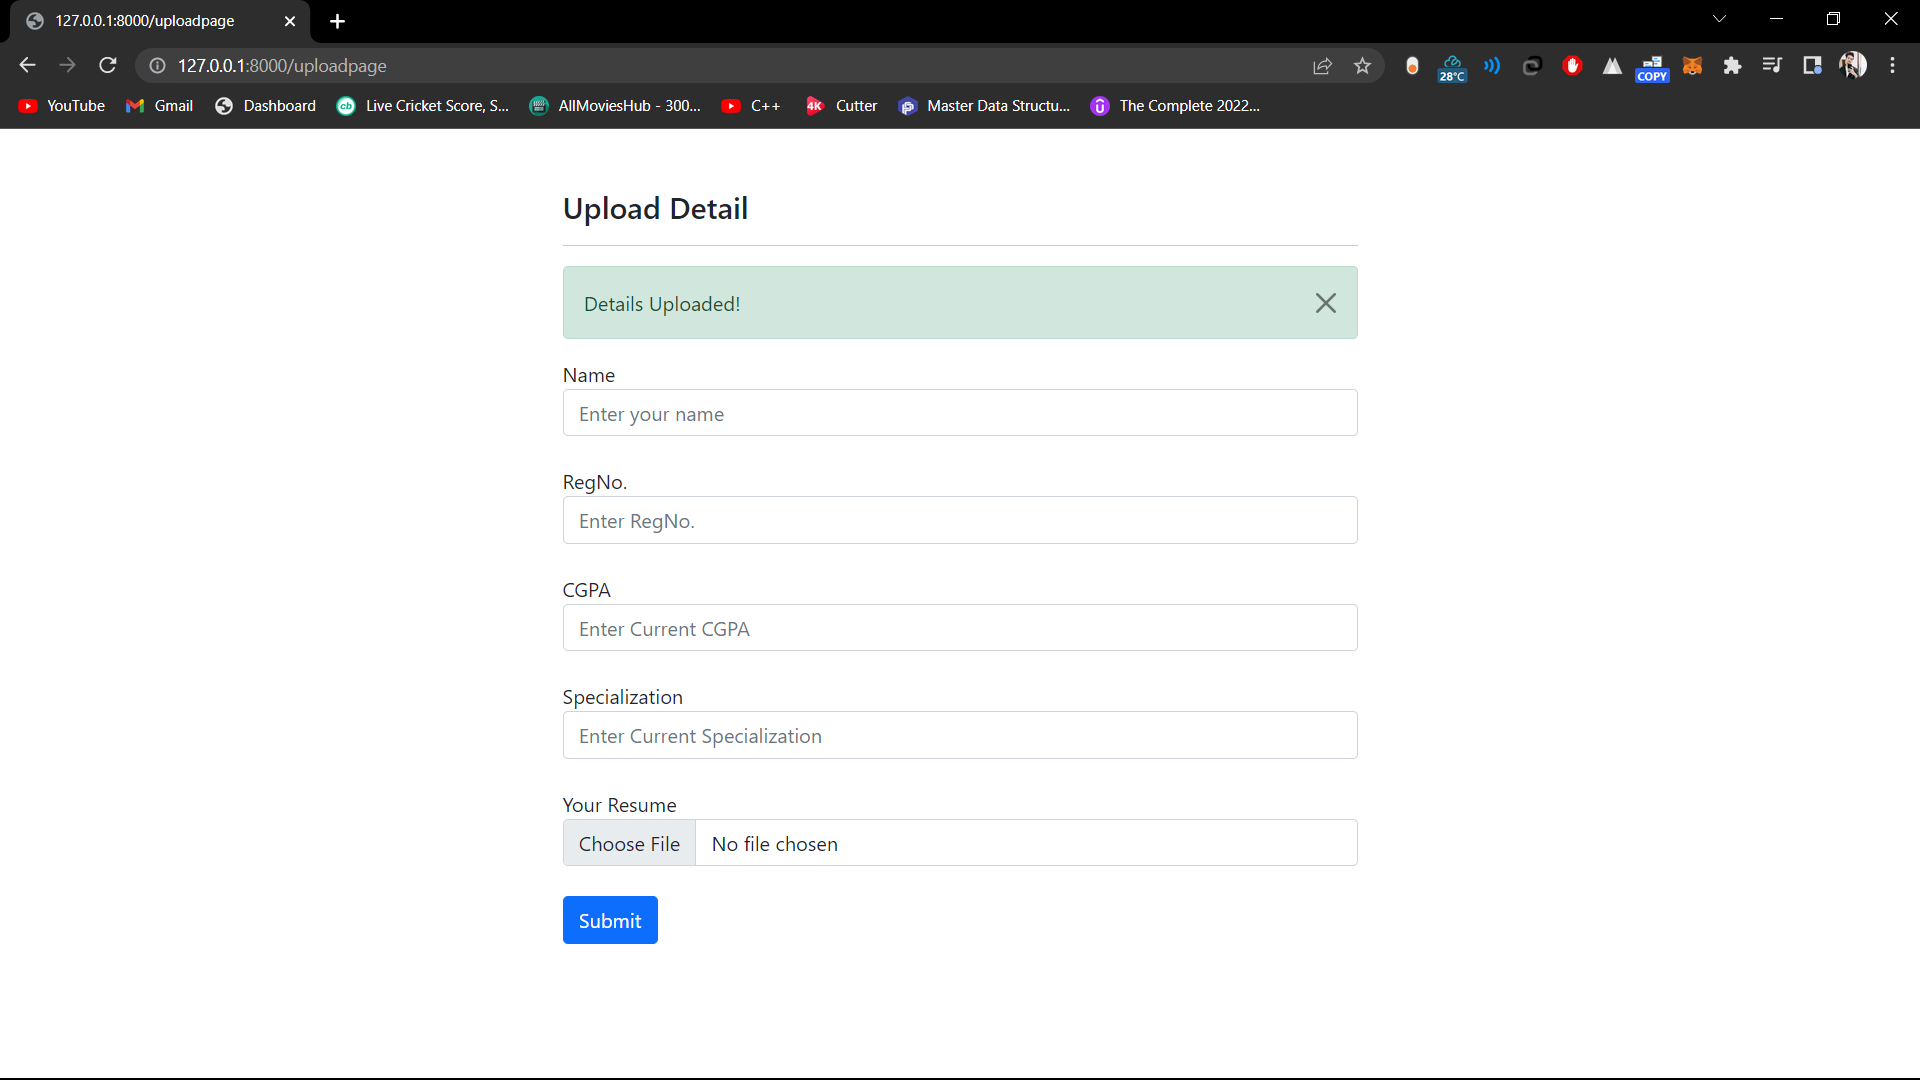 127.0.0.1:8000/uploadpage
127.0.0.1:8000/uploadpage
28°C
COPY
YouTube
Gmail
Dashboard
cb
Live Cricket Score, S...
AllMoviesHub - 300...
C++
4K
Cutter
Master Data Structu...
The Complete 2022...
Upload Detail
Details Uploaded!
Name
Enter your name
RegNo.
Enter RegNo.
CGPA
Enter Current CGPA
Specialization
Enter Current Specialization
Your Resume
Choose File No file chosen
Submit